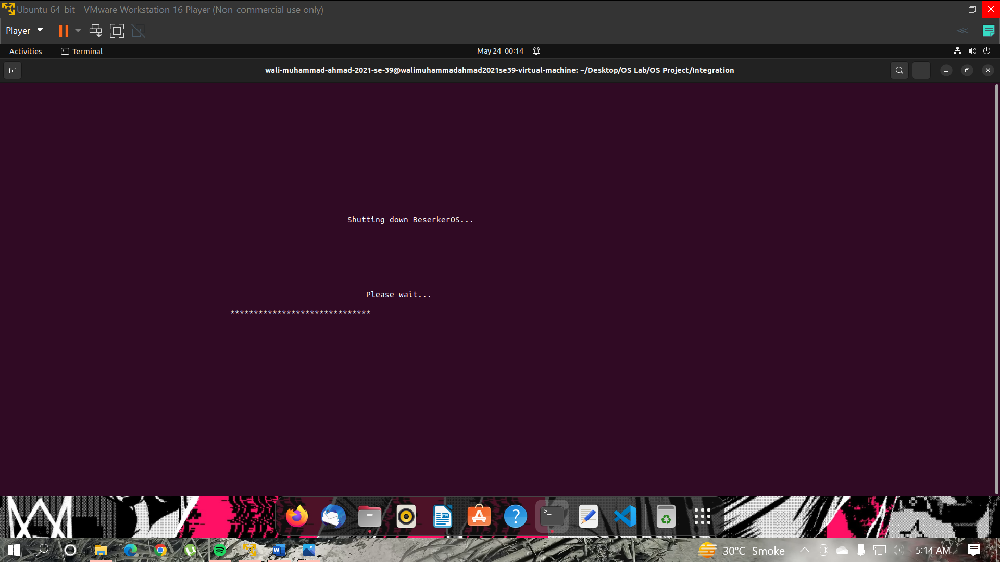 Ubuntu 64-bit - VMware Workstation 16 Player (Non-commercial use only)
Player
Activities Terminal May 24 00:14
wali-muhammad-ahmad-2021-se-39@walimuhammadahmad2021se39-virtual-machine: ~/Desktop/OS Lab/OS Project/Integration
Shutting down BeserkerOS...
Please wait...
******************************
30°C Smoke 5:14 AM